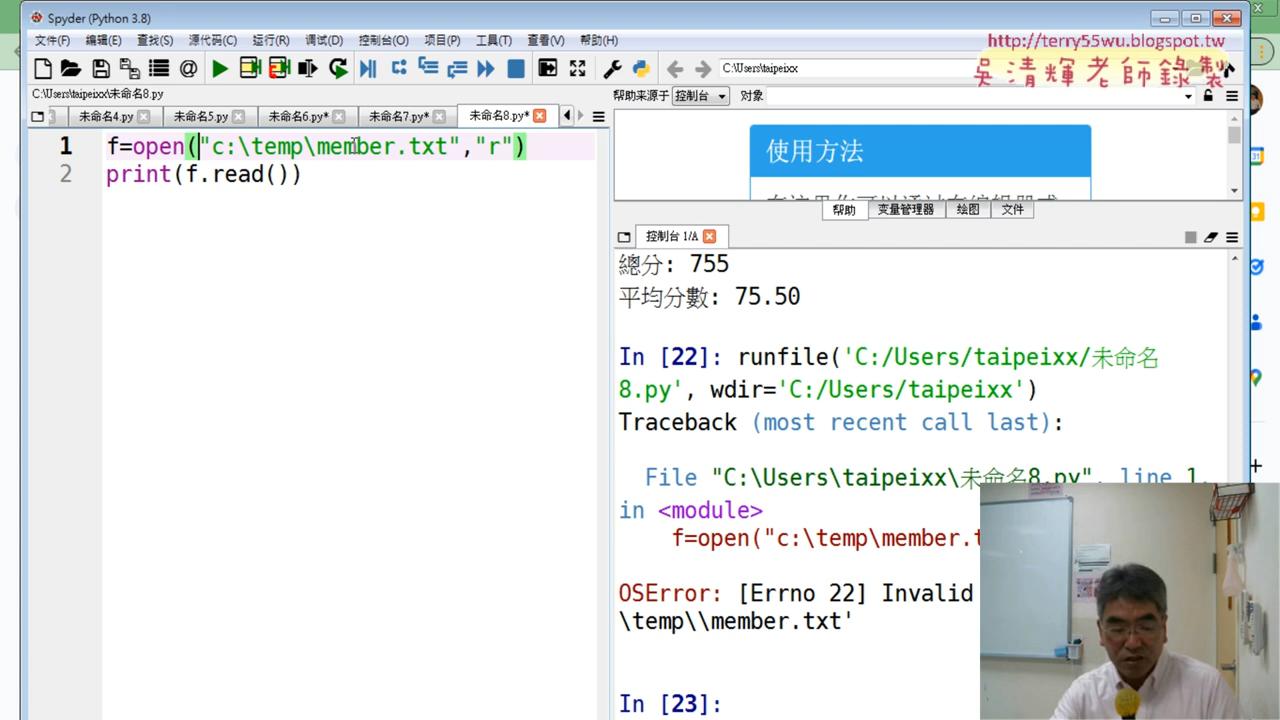 Spyder (Python 3.8)
http://terry55wu.blogspot.tw
吳清輝老師錄製
文件(F) 编辑(E) 查找(S) 源代码(C) 运行(R) 调试(D) 控制台(O) 项目(P) 工具(T) 查看(V) 帮助(H)
C:\Users\taipeixx
C:\Users\taipeixx\未命名8.py
帮助来源于 控制台 对象
未命名4.py 未命名5.py 未命名6.py* 未命名7.py* 未命名8.py*
1 f=open("c:\temp\member.txt","r")
2 print(f.read())
使用方法
帮助 变量管理器 绘图 文件
控制台 1/A
總分: 755
平均分數: 75.50
In [22]: runfile('C:/Users/taipeixx/未命名
8.py', wdir='C:/Users/taipeixx')
Traceback (most recent call last):
File "C:\Users\taipeixx\未命名8.py", line 1,
in <module>
f=open("c:\temp\member.t
OSError: [Errno 22] Invalid
\temp\\member.txt'
In [23]: